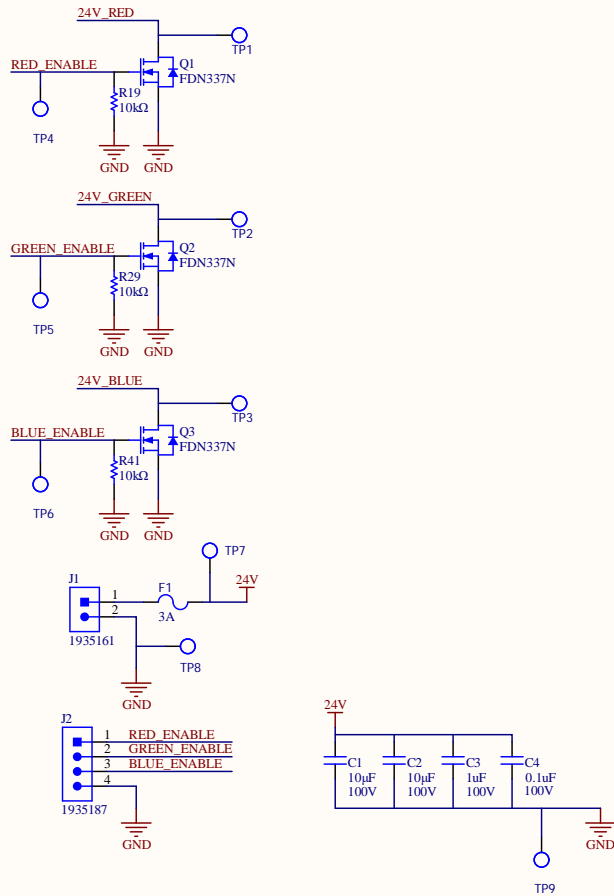 24V_RED
TP1
RED_ENABLE
Q1
FDN337N
R19
10kΩ
TP4
GND
GND
24V_GREEN
TP2
GREEN_ENABLE
Q2
FDN337N
R29
10kΩ
TP5
GND
GND
24V_BLUE
TP3
BLUE_ENABLE
Q3
FDN337N
R41
10kΩ
TP6
GND
GND
TP7
J1
F1
24V
1
2
3A
1935161
TP8
GND
J2
1
RED_ENABLE
2
GREEN_ENABLE
3
BLUE_ENABLE
4
1935187
GND
24V
C1
10µF
100V
C2
10µF
100V
C3
1uF
100V
C4
0.1uF
100V
GND
TP9